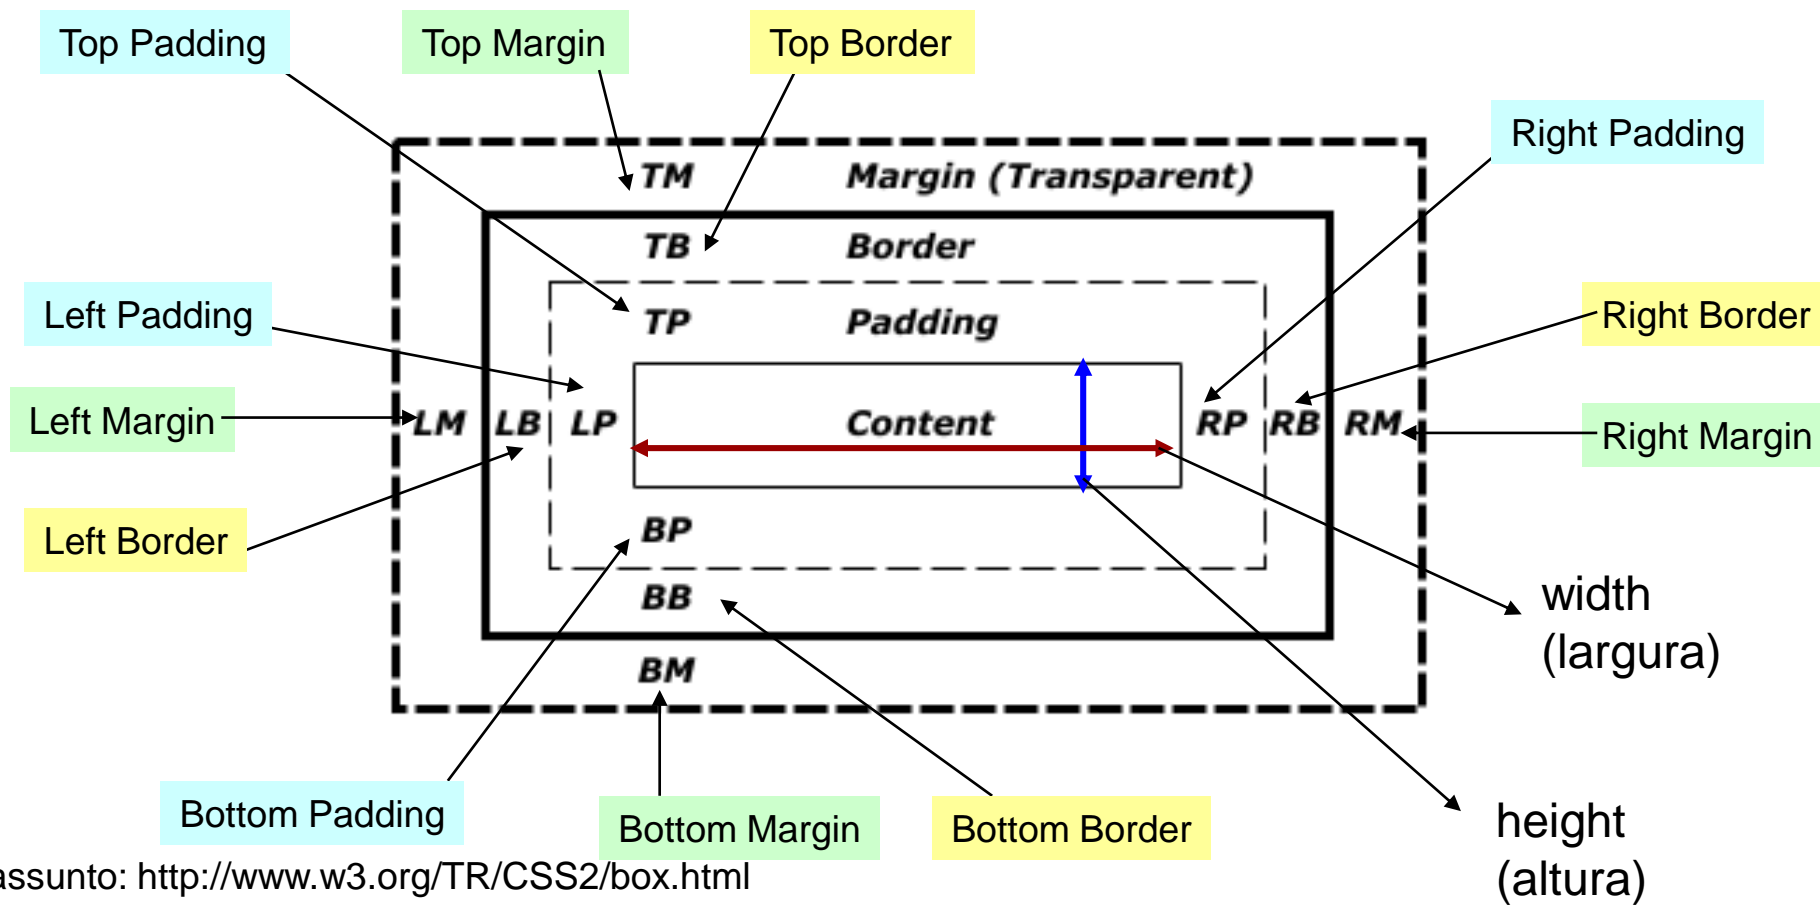 Top Padding
Top Margin
Top Border
Right Padding
TM Margin (Transparent)
TB Border
Left Padding
TP Padding
Right Border
Left Margin
LM LB LP Content RP RB RM
Right Margin
Left Border
BP
BB
width
(largura)
BM
Bottom Padding
Bottom Margin
Bottom Border
height
(altura)
assunto: http://www.w3.org/TR/CSS2/box.html